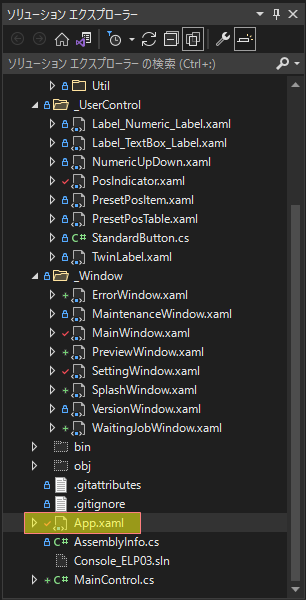 ソリューション エクスプローラー
ソリューション エクスプローラー の検索 (Ctrl+:)
Util
_UserControl
Label_Numeric_Label.xaml
Label_TextBox_Label.xaml
NumericUpDown.xaml
PosIndicator.xaml
PresetPosItem.xaml
PresetPosTable.xaml
C# StandardButton.cs
TwinLabel.xaml
_Window
ErrorWindow.xaml
MaintenanceWindow.xaml
MainWindow.xaml
PreviewWindow.xaml
SettingWindow.xaml
SplashWindow.xaml
VersionWindow.xaml
WaitingJobWindow.xaml
bin
obj
.gitattributes
.gitignore
App.xaml
C# AssemblyInfo.cs
Console_ELP03.sln
C# MainControl.cs